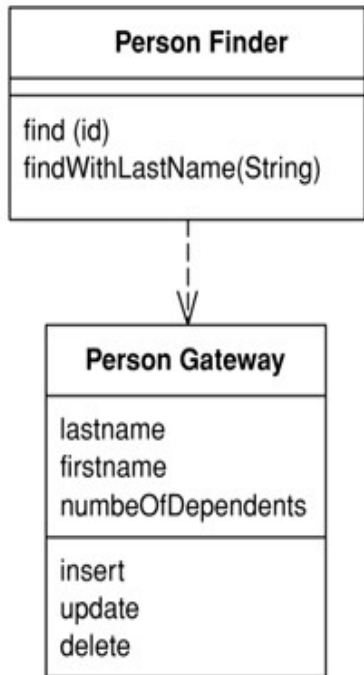 Person Finder
find (id)
findWithLastName(String)
Person Gateway
lastname
firstname
numbeOfDependents
insert
update
delete